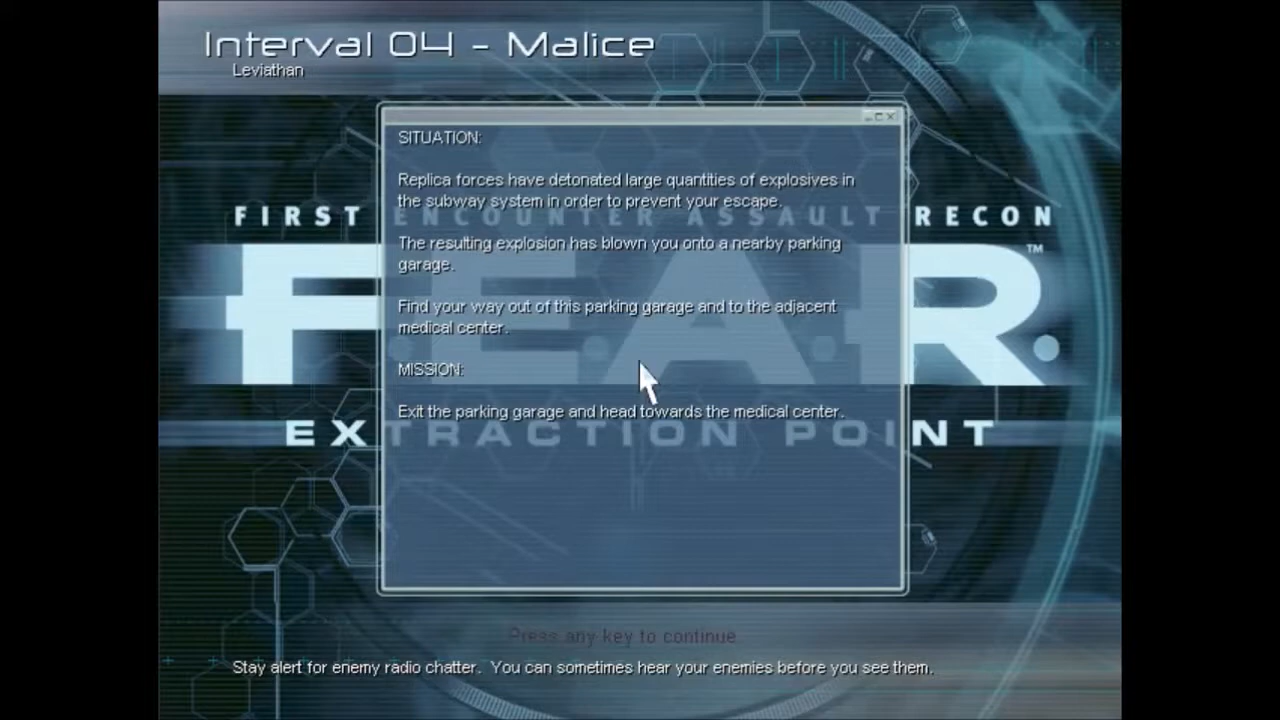 Interval 04 - Malice
Leviathan
SITUATION:
Replica forces have detonated large quantities of explosives in
the subway system in order to prevent your escape.
FIRST ENCOUNTER ASSAULT RECON
The resulting explosion has blown you onto a nearby parking
garage.
F.E.A.R.™
Find your way out of this parking garage and to the adjacent
medical center.
MISSION:
Exit the parking garage and head towards the medical center.
EXTRACTION POINT
Press any key to continue
Stay alert for enemy radio chatter. You can sometimes hear your enemies before you see them.